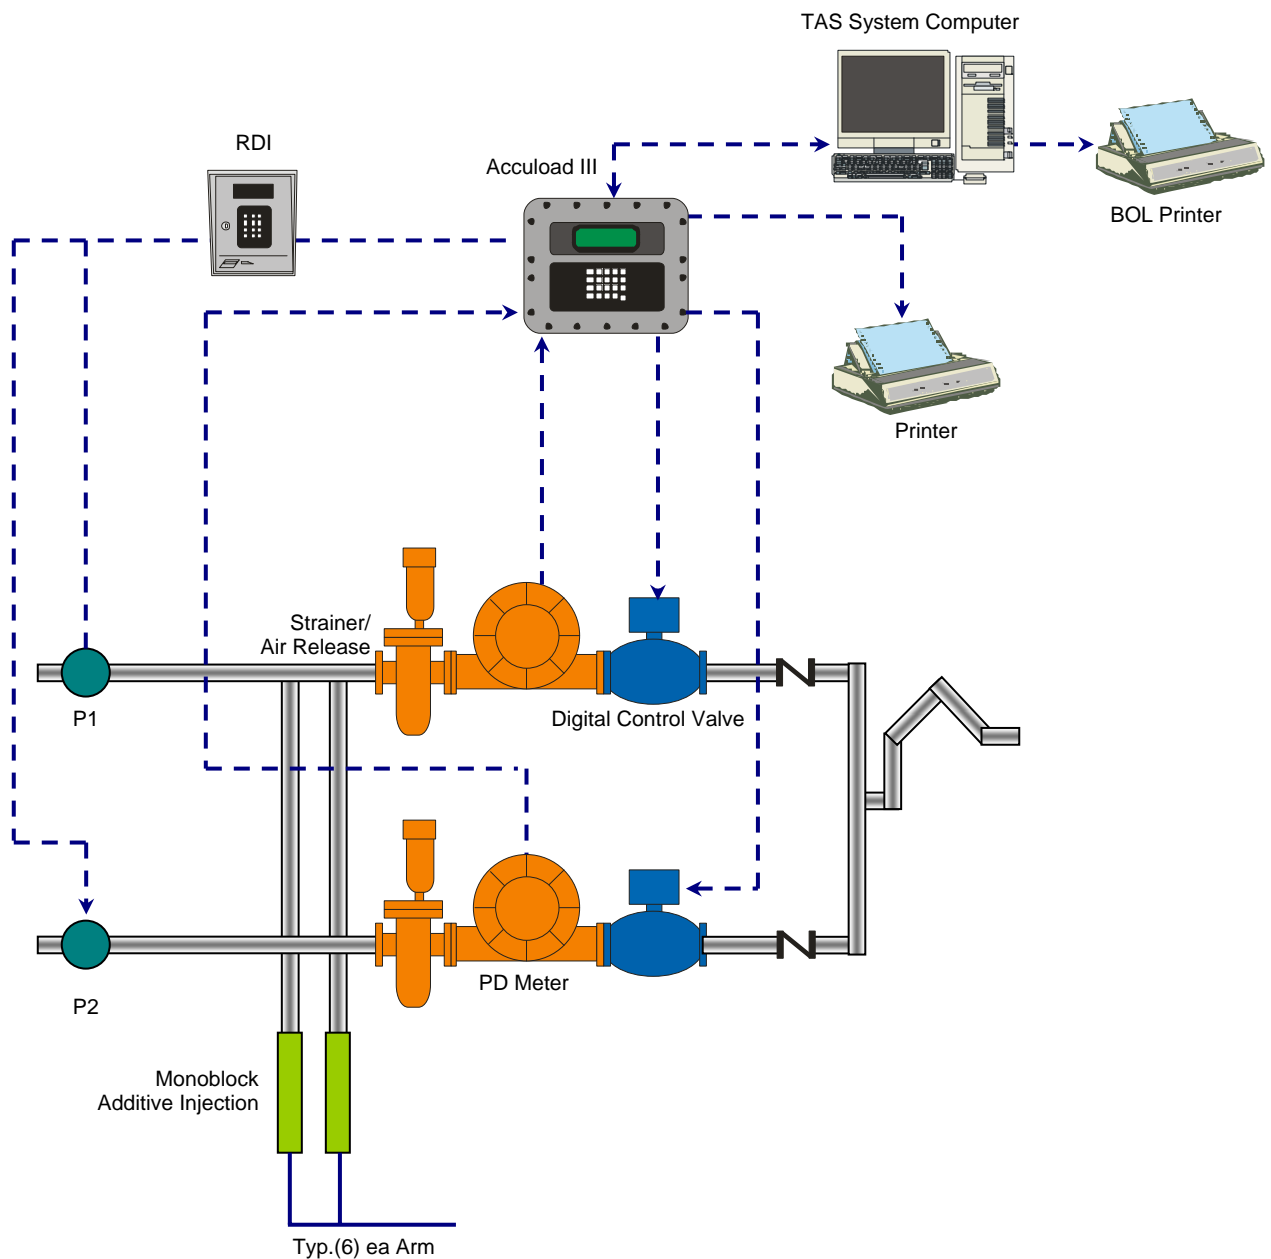 TAS System Computer
RDI
Accuload III
BOL Printer
Printer
Strainer/
Air Release
P1
Digital Control Valve
PD Meter
P2
Monoblock
Additive Injection
Typ.(6) ea Arm